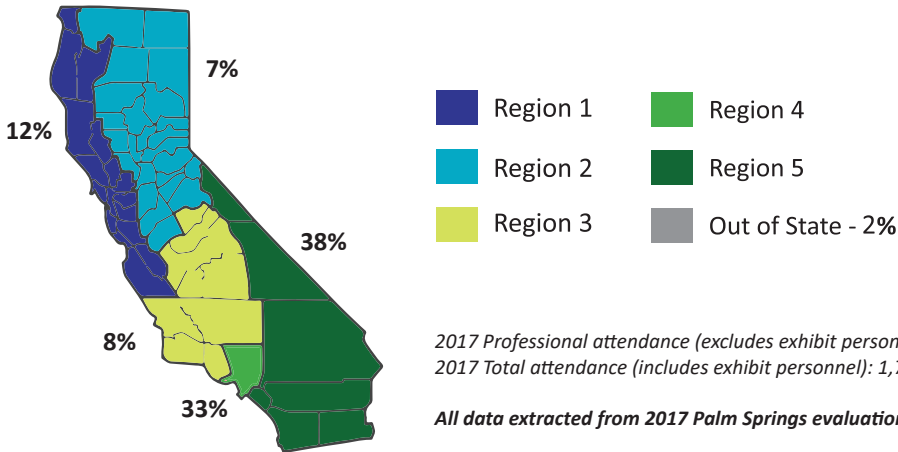 7%
12%
38%
8%
33%
Region 1
Region 2
Region 3
Region 4
Region 5
Out of State - 2%
2017 Professional attendance (excludes exhibit
2017 Total attendance (includes exhibit personnel):
All data extracted from 2017 Palm Springs